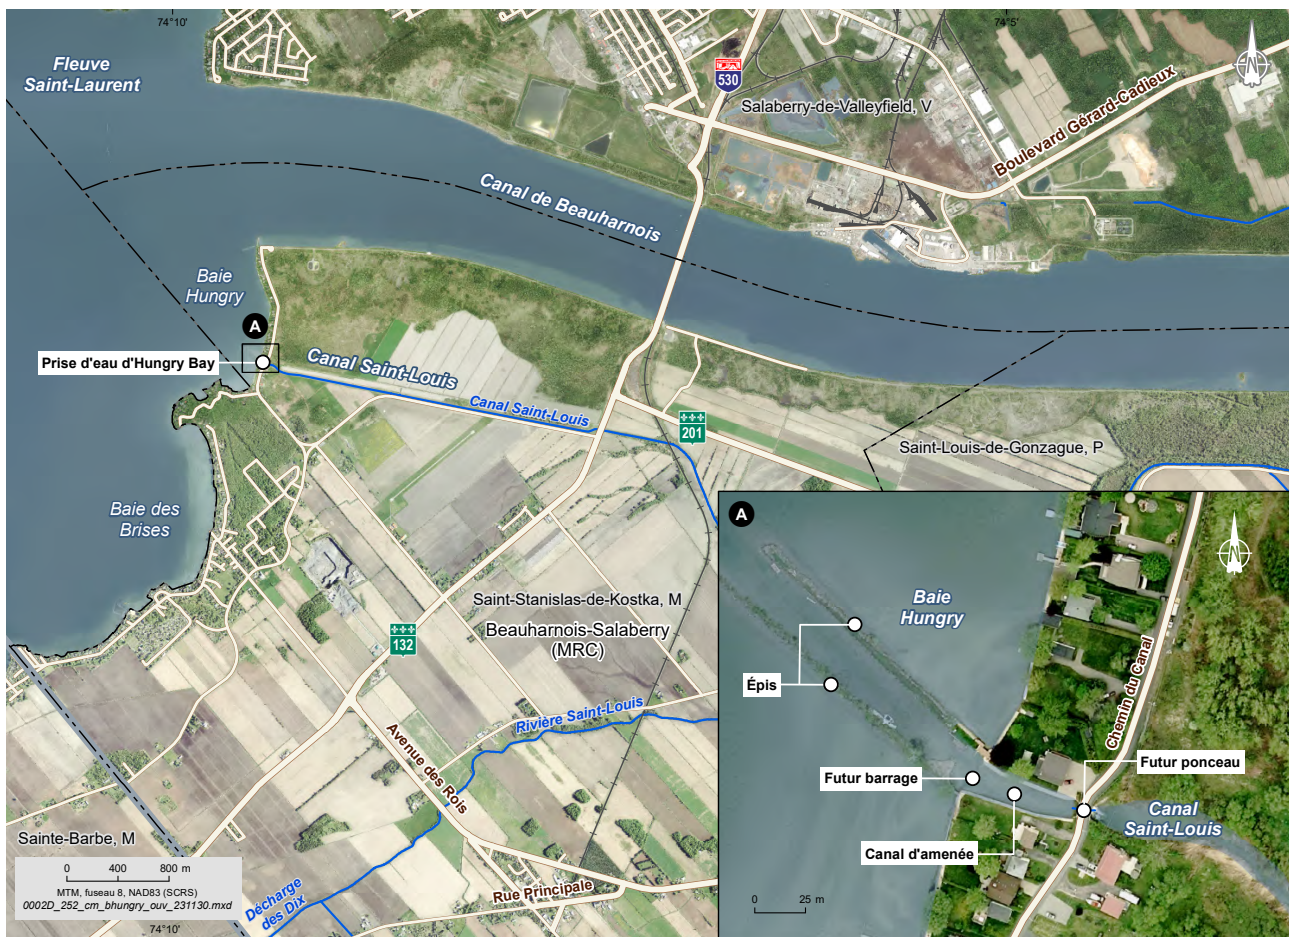 74°10'
74°5'
Fleuve
Saint-Laurent
530
Salaberry-de-Valleyfield, V
Boulevard Gérard-Cadieux
N
Canal de Beauharnois
Baie
Hungry
A
Prise d'eau d'Hungry Bay
Canal Saint-Louis
Canal Saint-Louis
201
Saint-Louis-de-Gonzague, P
Baie des
Brises
Saint-Stanislas-de-Kostka, M
Beauharnois-Salaberry
(MRC)
132
Rivière Saint-Louis
Avenue des Rois
Sainte-Barbe, M
Rue Principale
Décharge
des Dix
0 400 800 m
MTM, fuseau 8, NAD83 (SCRS)
0002D_252_cm_bhungry_ouv_231130.mxd
74°10'
A
N
Baie
Hungry
Chemin du Canal
Épis
Futur barrage
Futur ponceau
Canal d'amenée
Canal
Saint-Louis
0 25 m